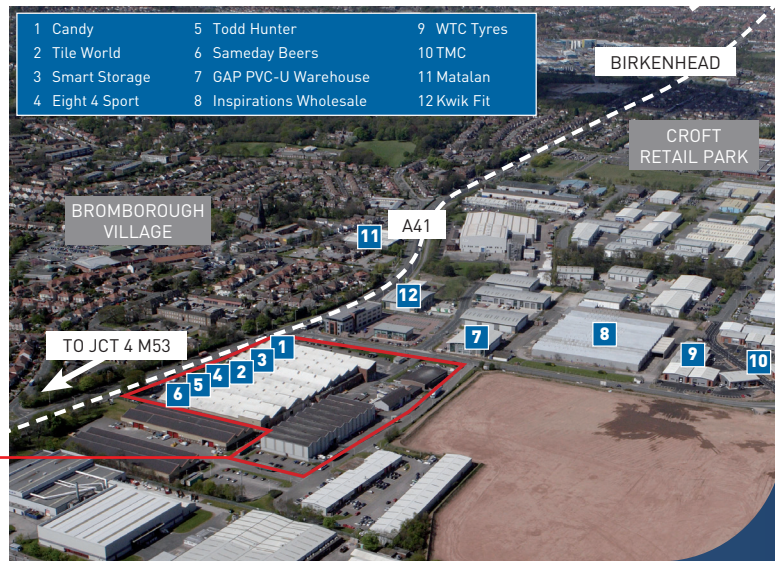 1 Candy
2 Tile World
3 Smart Storage
4 Eight 4 Sport
5 Todd Hunter
6 Sameday Beers
7 GAP PVC-U Warehouse
8 Inspirations Wholesale
9 WTC Tyres
10 TMC
11 Matalan
12 Kwik Fit
BIRKENHEAD
CROFT
RETAIL PARK
BROMBOROUGH
VILLAGE
11
A41
12
TO JCT 4 M53
1
2
3
4
5
6
7
8
9
10